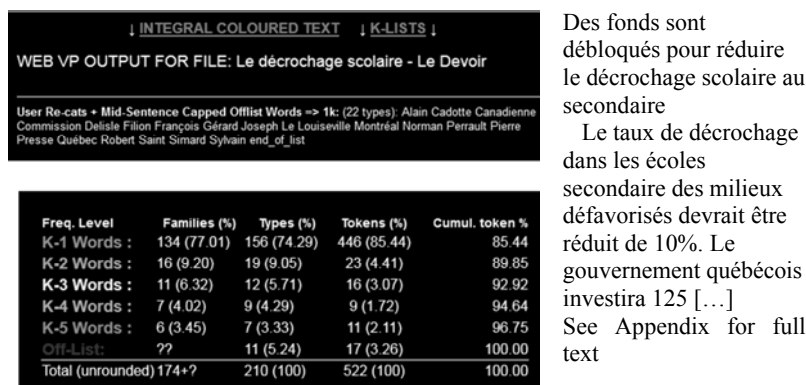 ↓ INTEGRAL COLOURED TEXT ↓ K-LISTS ↓
WEB VP OUTPUT FOR FILE: Le décrochage scolaire - Le Devoir
User Re-cats + Mid-Sentence Capped Offlist Words => 1k: (22 types): Alain Cadotte Canadienne
Commission Delisle Filion François Gérard Joseph Le Louiseville Montréal Norman Perrault Pierre
Presse Québec Robert Saint Simard Sylvain end_of_list
Freq. Level Families (%) Types (%) Tokens (%) Cumul. token %
K-1 Words : 134 (77.01) 156 (74.29) 446 (85.44) 85.44
K-2 Words : 16 (9.20) 19 (9.05) 23 (4.41) 89.85
K-3 Words : 11 (6.32) 12 (5.71) 16 (3.07) 92.92
K-4 Words : 7 (4.02) 9 (4.29) 9 (1.72) 94.64
K-5 Words : 6 (3.45) 7 (3.33) 11 (2.11) 96.75
Off-List: ?? 11 (5.24) 17 (3.26) 100.00
Total (unrounded) 174+? 210 (100) 522 (100) 100.00
Des fonds sont
débloqués pour réduire
le décrochage scolaire au
secondaire
Le taux de décrochage
dans les écoles
secondaire des milieux
défavorisés devrait être
réduit de 10%. Le
gouvernement québécois
investira 125 […]
See Appendix for full
text